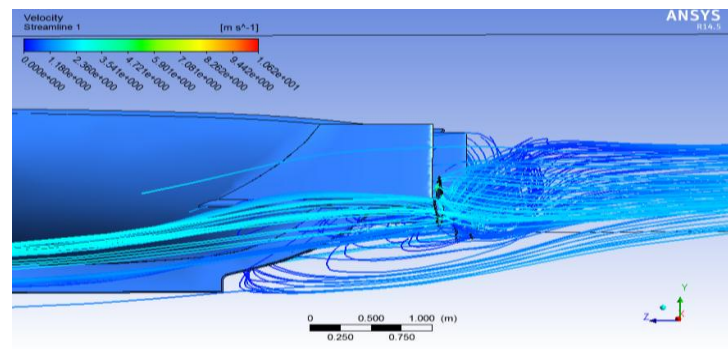 Velocity
Streamline 1
[m s^-1]
0.000e+000
1.180e+000
2.360e+000
3.541e+000
4.721e+000
5.901e+000
7.081e+000
8.262e+000
9.442e+000
1.062e+001
ANSYS
R14.5
0 0.500 1.000 (m)
0.250 0.750
Y
Z
X